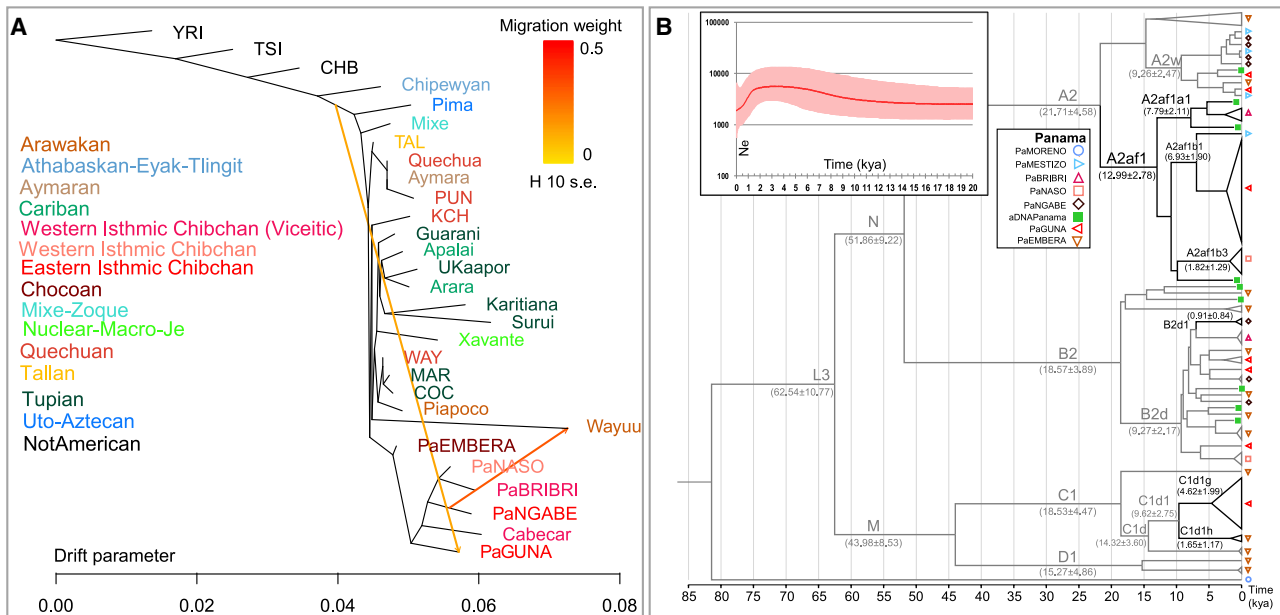 A
YRI
TSI
CHB
Migration weight
0.5
0
H 10 s.e.
Chipewyan
Pima
Mixe
TAL
Quechua
Aymara
PUN
KCH
Guarani
Apalai
UKaapor
Arara
Karitiana
Surui
Xavante
WAY
MAR
COC
Piapoco
Wayuu
PaEMBERA
PaNASO
PaBRIBRI
PaNGABE
Cabecar
PaGUNA
Arawakan
Athabaskan-Eyak-Tlingit
Aymaran
Cariban
Western Isthmic Chibchan (Viceitic)
Western Isthmic Chibchan
Eastern Isthmic Chibchan
Chocoan
Mixe-Zoque
Nuclear-Macro-Je
Quechuan
Tallan
Tupian
Uto-Aztecan
NotAmerican
Drift parameter
0.00 0.02 0.04 0.06 0.08
B
100000
10000
1000
100
Ne
Time (kya)
0 1 2 3 4 5 6 7 8 9 10 11 12 13 14 15 16 17 18 19 20
Panama
PaMORENO
PaMESTIZO
PaBRIBRI
PaNASO
PaNGABE
aDNAPanama
PaGUNA
PaEMBERA
A2
(21.71±4.58)
A2w
(9.26±2.47)
A2af1a1
(7.79±2.11)
A2af1b1
(6.93±1.90)
A2af1
(12.99±2.78)
A2af1b3
(1.82±1.29)
N
(51.86±9.22)
(0.91±0.84)
B2d1
B2
(18.57±3.89)
L3
(62.54±10.77)
B2d
(9.27±2.17)
C1d1g
(4.62±1.99)
C1
(18.53±4.47)
C1d1
(9.62±2.75)
C1d
(14.32±3.60)
C1d1h
(1.65±1.17)
M
(43.98±8.53)
D1
(15.27±4.86)
85 80 75 70 65 60 55 50 45 40 35 30 25 20 15 10 5 0
Time
(kya)